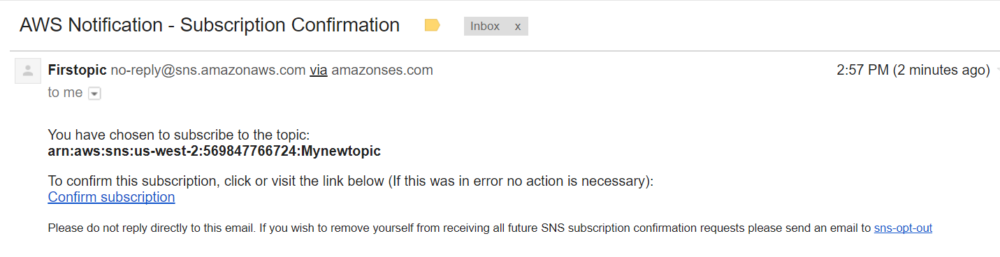 AWS Notification - Subscription Confirmation
Inbox x
Firstopic no-reply@sns.amazonaws.com via amazonses.com
2:57 PM (2 minutes ago)
to me
You have chosen to subscribe to the topic:
arn:aws:sns:us-west-2:569847766724:Mynewtopic
To confirm this subscription, click or visit the link below (If this was in error no action is necessary):
Confirm subscription
Please do not reply directly to this email. If you wish to remove yourself from receiving all future SNS subscription confirmation requests please send an email to sns-opt-out